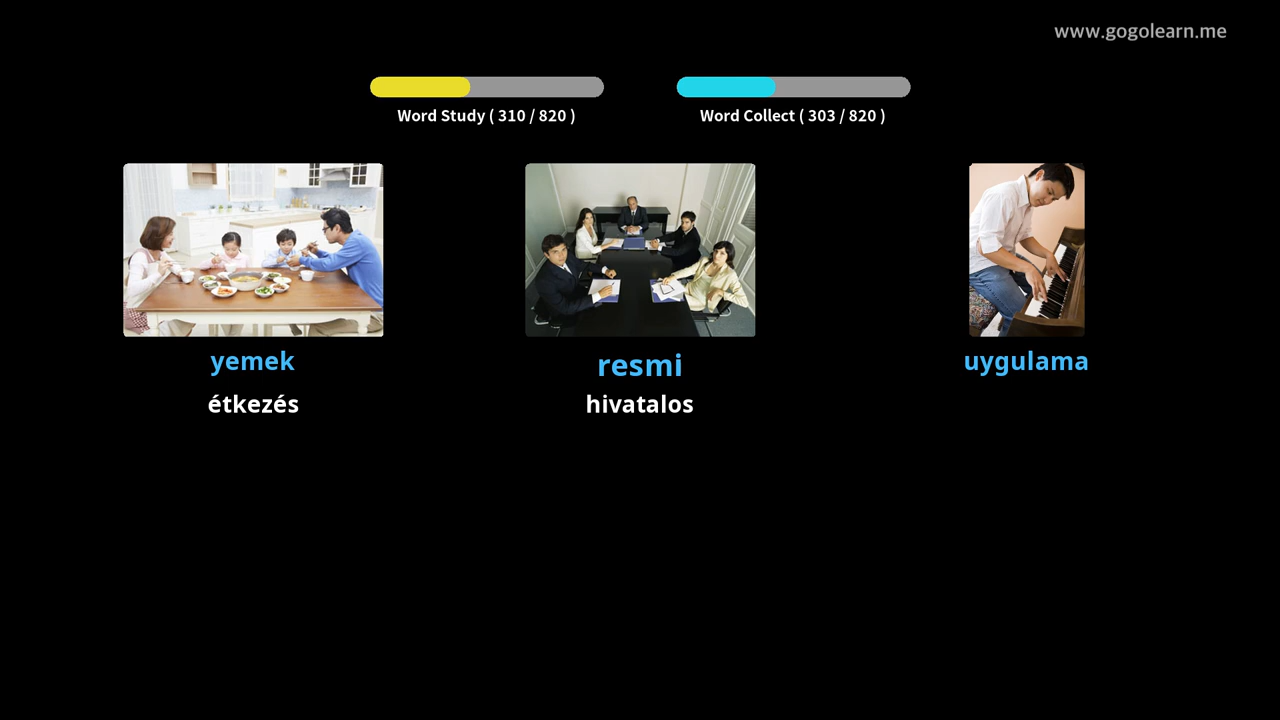 www.gogolearn.me
Word Study ( 310 / 820 )
Word Collect ( 303 / 820 )
yemek
resmi
uygulama
étkezés
hivatalos